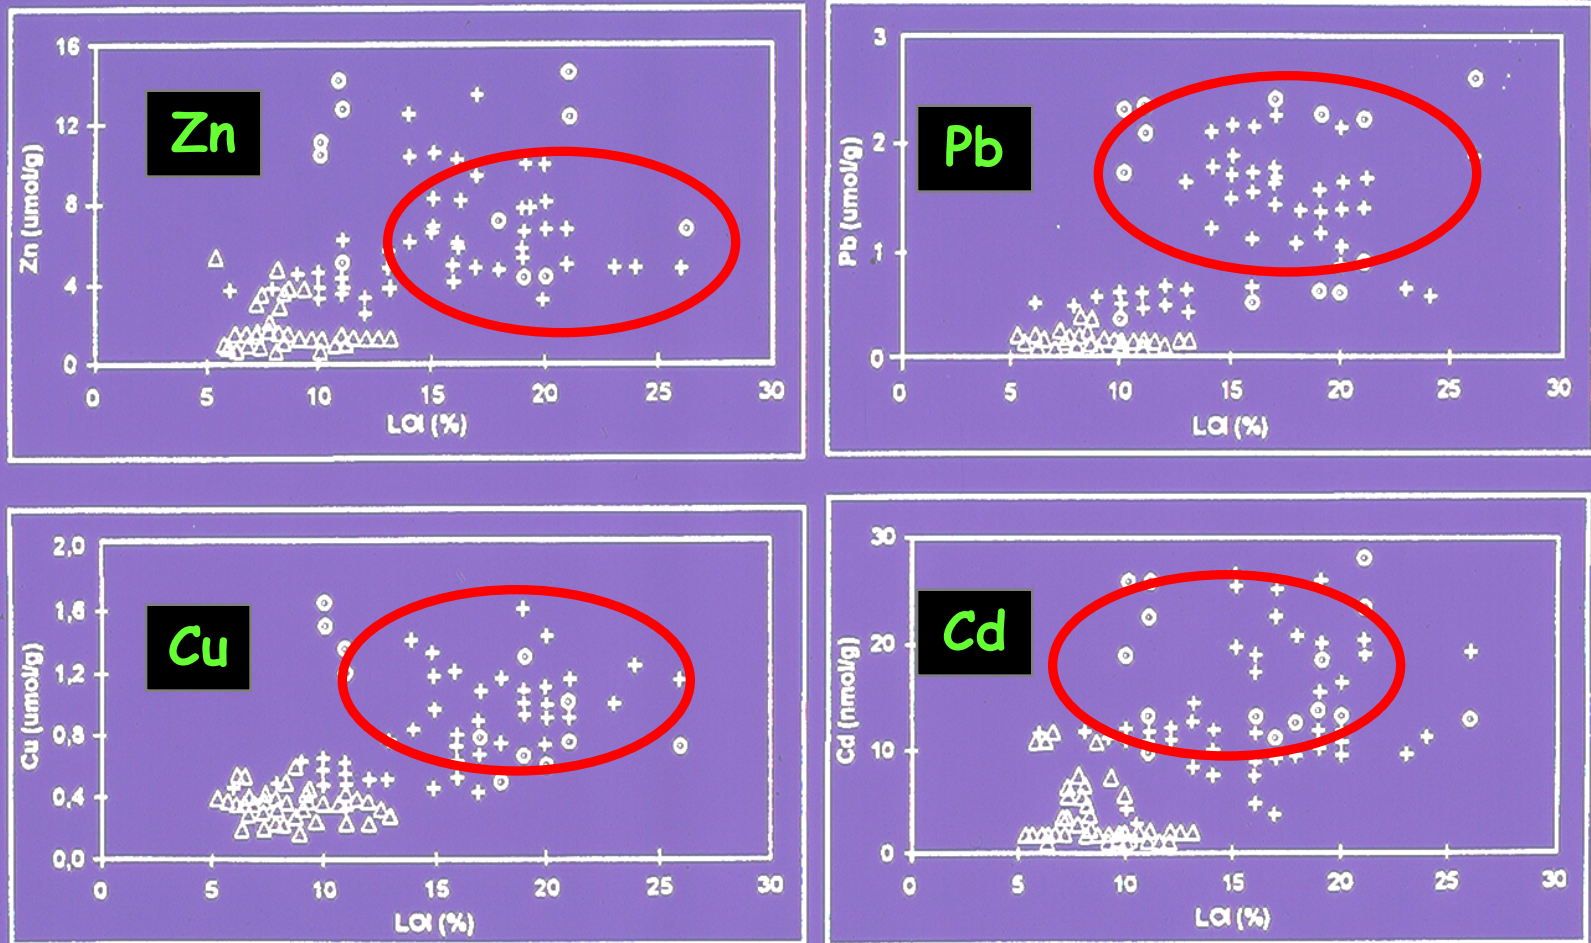 Zn
Zn (umol/g)
16
12
8
4
0
0 5 10 15 20 25 30
LOI (%)
Pb
Pb (umol/g)
3
2
1
0
0 5 10 15 20 25 30
LOI (%)
Cu
Cu (umol/g)
2,0
1,6
1,2
0,8
0,4
0,0
0 5 10 15 20 25 30
LOI (%)
Cd
Cd (nmol/g)
30
20
10
0
0 5 10 15 20 25 30
LOI (%)